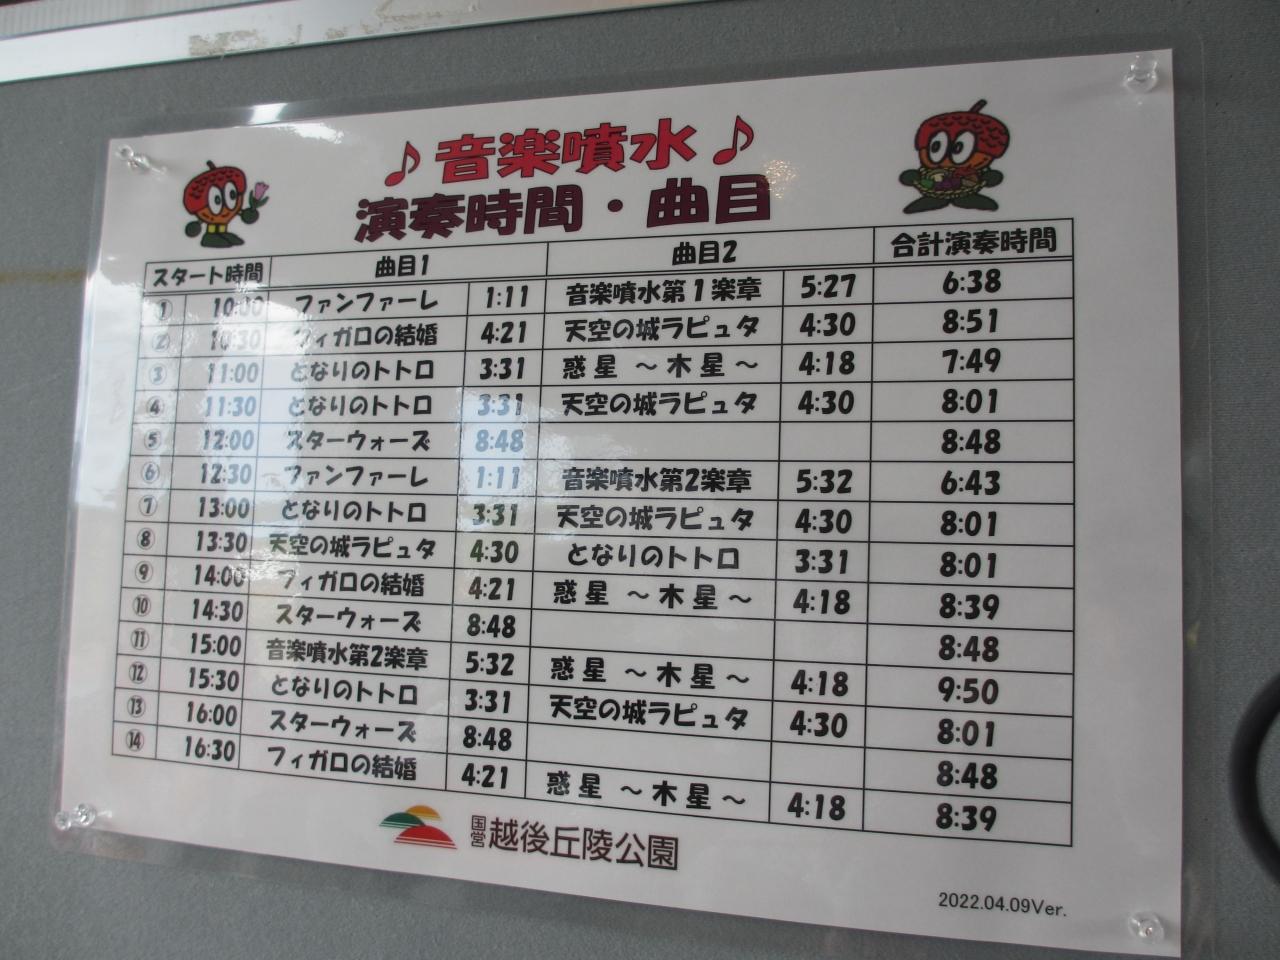 ♪音楽噴水♪
演奏時間・曲目
スタート時間 曲目1 曲目2 合計演奏時間
① 10:00 ファンファーレ 1:11 音楽噴水第1楽章 5:27 6:38
② 10:30 フィガロの結婚 4:21 天空の城ラピュタ 4:30 8:51
③ 11:00 となりのトトロ 3:31 惑星 〜木星〜 4:18 7:49
④ 11:30 となりのトトロ 3:31 天空の城ラピュタ 4:30 8:01
⑤ 12:00 スターウォーズ 8:48 8:48
⑥ 12:30 ファンファーレ 1:11 音楽噴水第2楽章 5:32 6:43
⑦ 13:00 となりのトトロ 3:31 天空の城ラピュタ 4:30 8:01
⑧ 13:30 天空の城ラピュタ 4:30 となりのトトロ 3:31 8:01
⑨ 14:00 フィガロの結婚 4:21 惑星 〜木星〜 4:18 8:39
⑩ 14:30 スターウォーズ 8:48 8:48
⑪ 15:00 音楽噴水第2楽章 5:32 惑星 〜木星〜 4:18 9:50
⑫ 15:30 となりのトトロ 3:31 天空の城ラピュタ 4:30 8:01
⑬ 16:00 スターウォーズ 8:48 8:48
⑭ 16:30 フィガロの結婚 4:21 惑星 〜木星〜 4:18 8:39
国営越後丘陵公園
2022.04.09Ver.